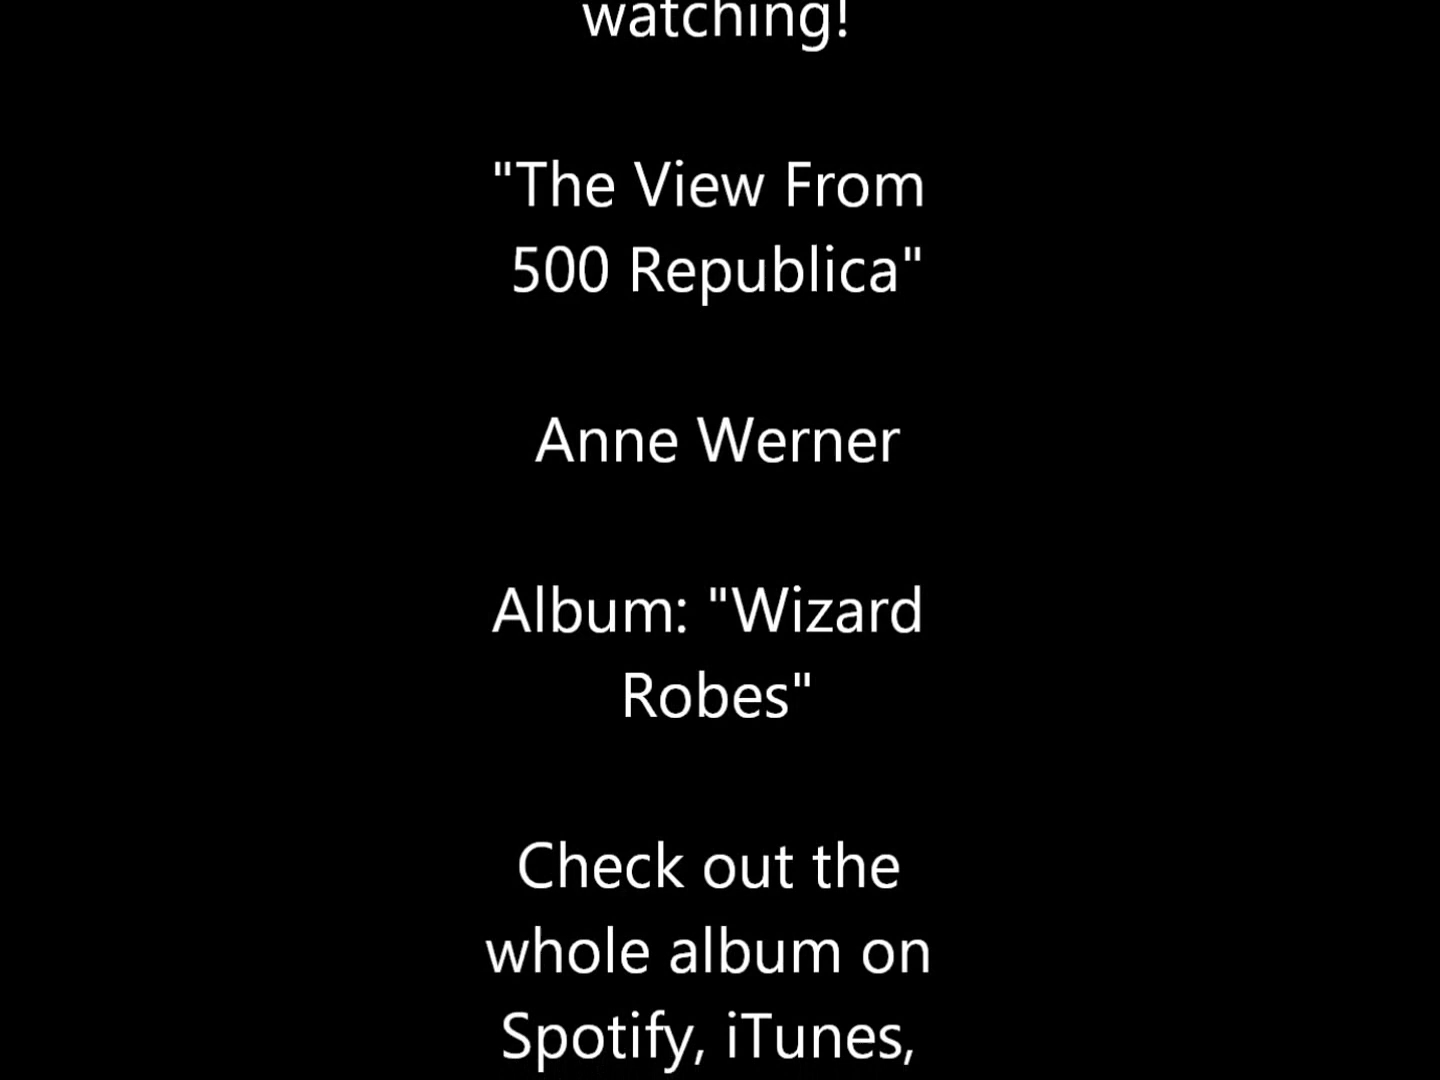 watching!
"The View From
500 Republica"
Anne Werner
Album: "Wizard
Robes"
Check out the
whole album on
Spotify, iTunes,